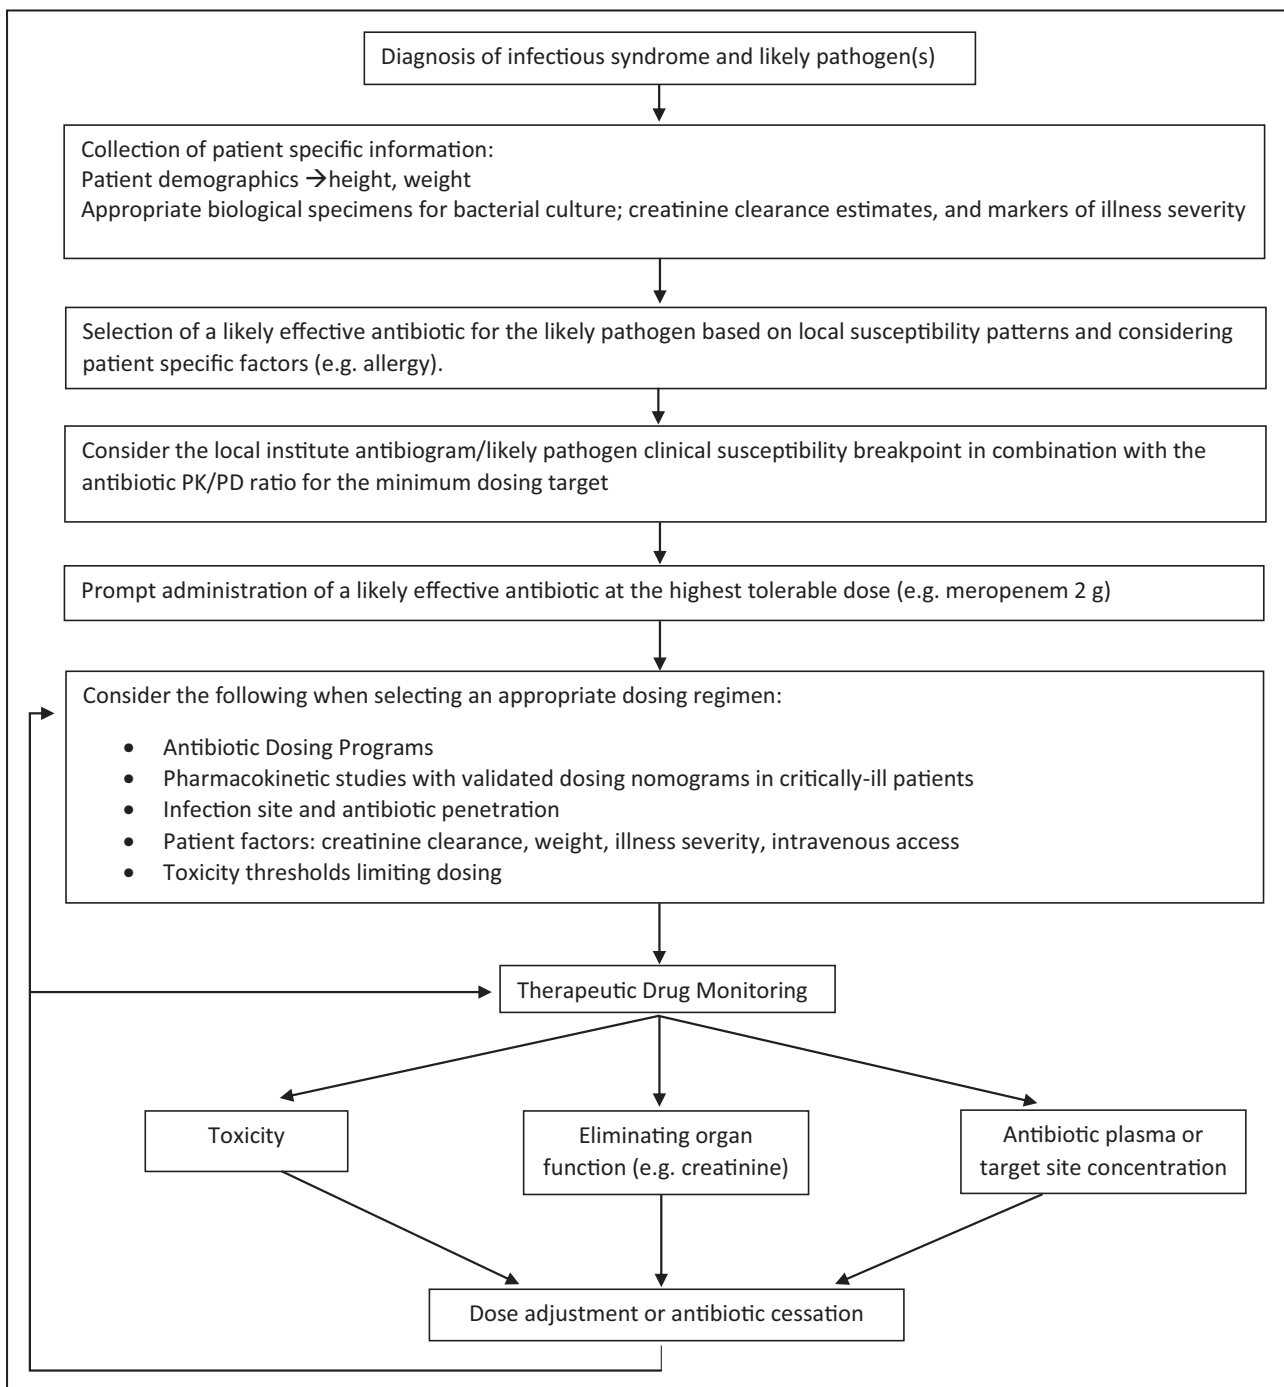 Diagnosis of infectious syndrome and likely pathogen(s)
Collection of patient specific information:
Patient demographics →height, weight
Appropriate biological specimens for bacterial culture; creatinine clearance estimates, and markers of illness severity
Selection of a likely effective antibiotic for the likely pathogen based on local susceptibility patterns and considering
patient specific factors (e.g. allergy).
Consider the local institute antibiogram/likely pathogen clinical susceptibility breakpoint in combination with the
antibiotic PK/PD ratio for the minimum dosing target
Prompt administration of a likely effective antibiotic at the highest tolerable dose (e.g. meropenem 2 g)
Consider the following when selecting an appropriate dosing regimen:
• Antibiotic Dosing Programs
• Pharmacokinetic studies with validated dosing nomograms in critically-ill patients
• Infection site and antibiotic penetration
• Patient factors: creatinine clearance, weight, illness severity, intravenous access
• Toxicity thresholds limiting dosing
Therapeutic Drug Monitoring
Toxicity
Eliminating organ
function (e.g. creatinine)
Antibiotic plasma or
target site concentration
Dose adjustment or antibiotic cessation